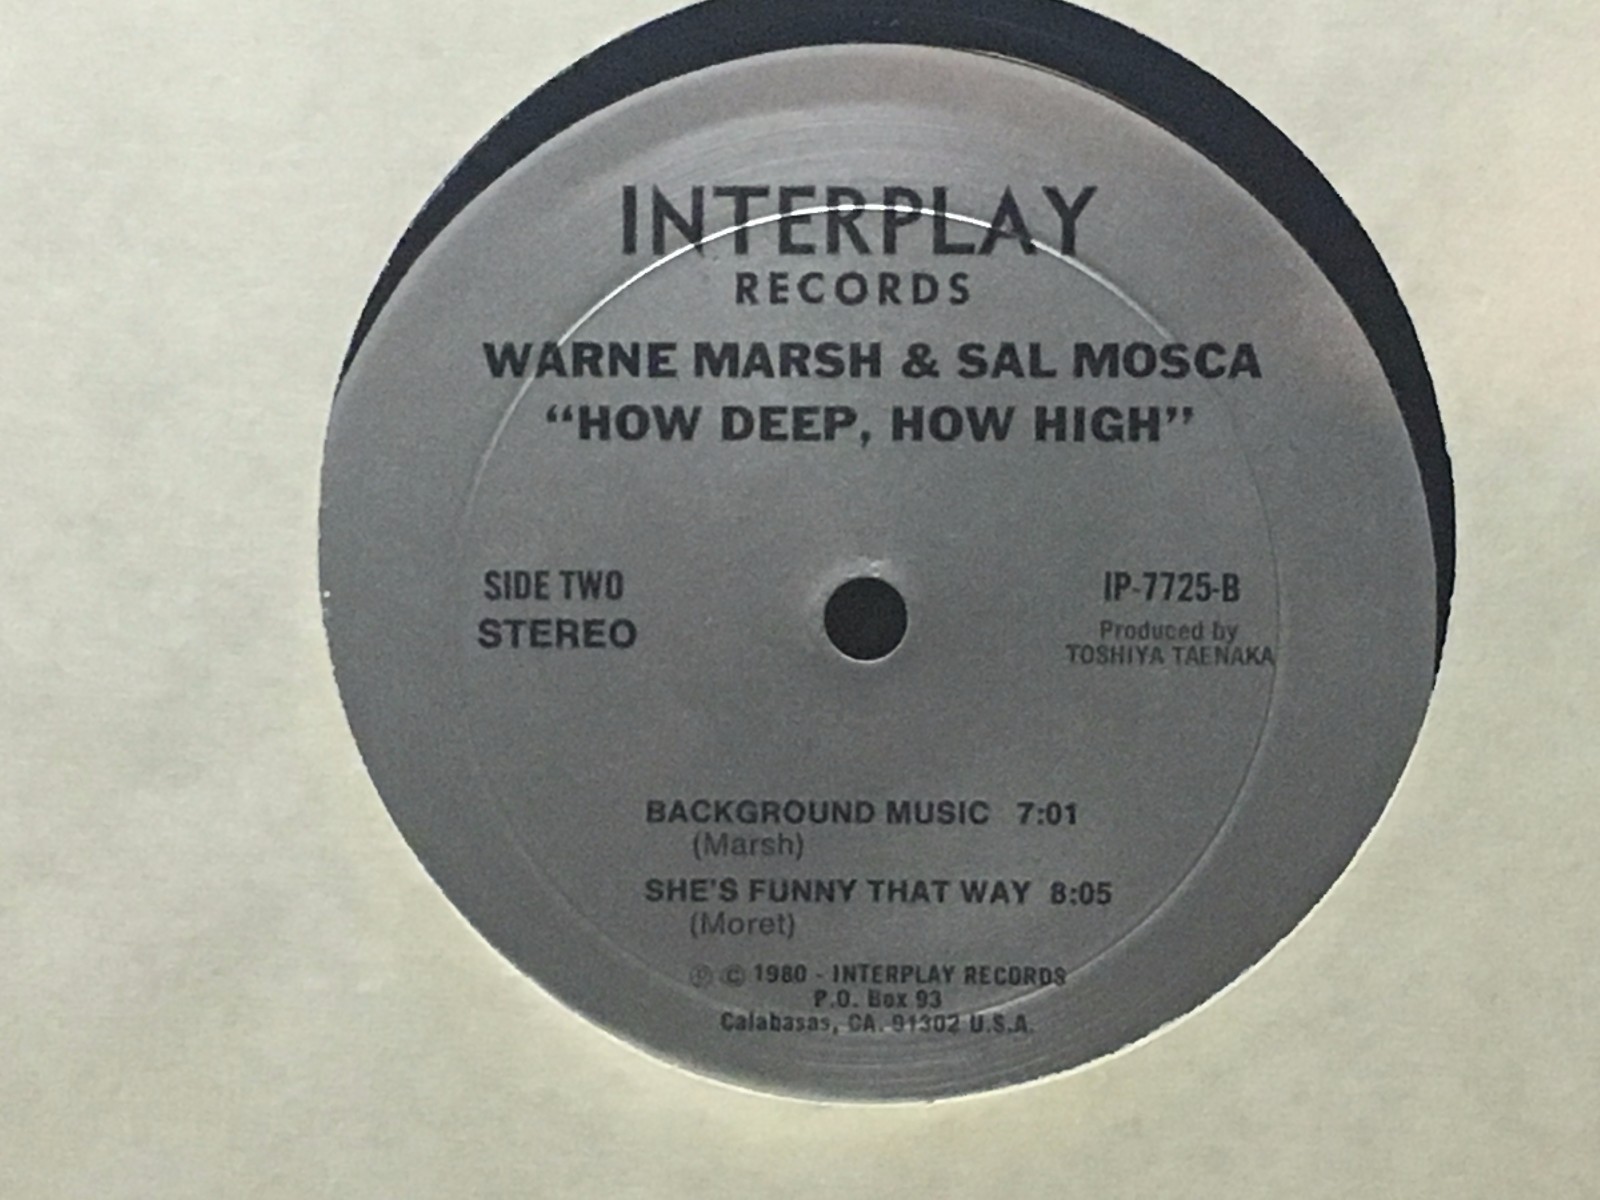 INTERPLAY
RECORDS
WARNE MARSH & SAL MOSCA
“HOW DEEP, HOW HIGH”
SIDE TWO
STEREO
IP-7725-B
Produced by
TOSHIYA TAENAKA
BACKGROUND MUSIC 7:01
(Marsh)
SHE'S FUNNY THAT WAY 8:05
(Moret)
℗ © 1980 - INTERPLAY RECORDS
P.O. Box 93
Calabasas, CA. 91302 U.S.A.